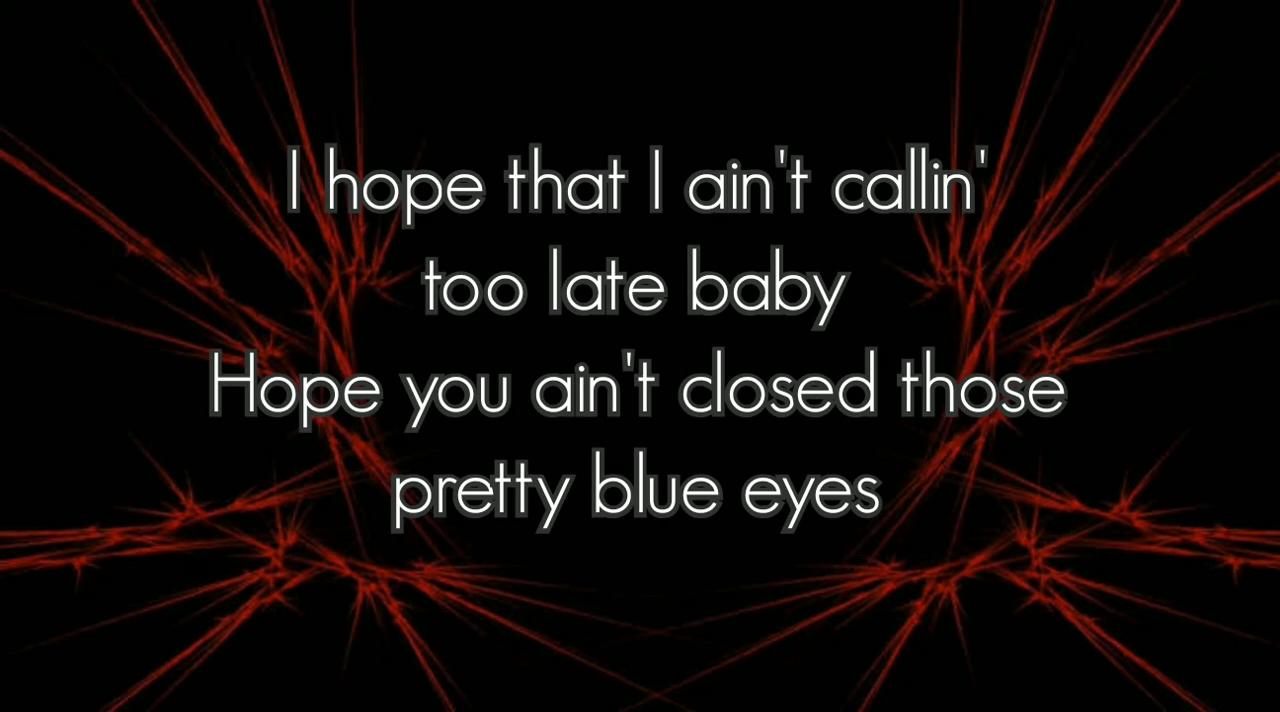 I hope that I ain't callin'
too late baby
Hope you ain't closed those
pretty blue eyes